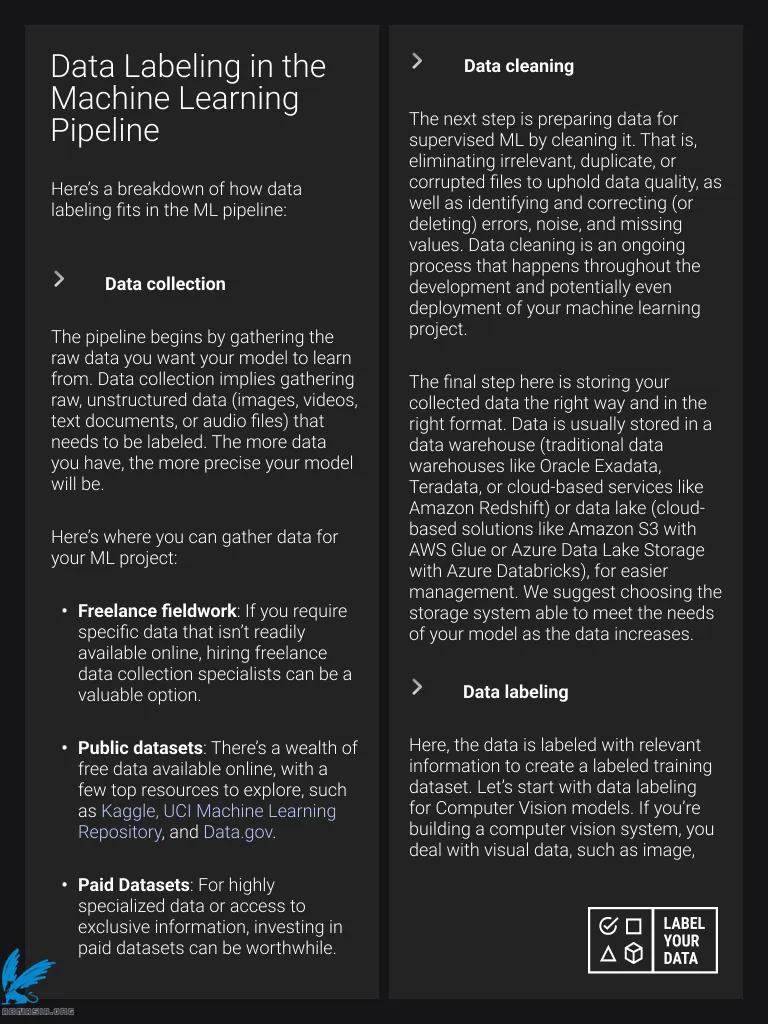 Data Labeling in the
Machine Learning
Pipeline
Here's a breakdown of how data
labeling fits in the ML pipeline:
Data collection
The pipeline begins by gathering the
raw data you want your model to learn
from. Data collection implies gathering
raw, unstructured data (images, videos,
text documents, or audio files) that
needs to be labeled. The more data
you have, the more precise your model
will be.
Here's where you can gather data for
your ML project:
• Freelance fieldwork: If you require
specific data that isn't readily
available online, hiring freelance
data collection specialists can be a
valuable option.
• Public datasets: There's a wealth of
free data available online, with a
few top resources to explore, such
as Kaggle, UCI Machine Learning
Repository, and Data.gov.
• Paid Datasets: For highly
specialized data or access to
exclusive information, investing in
paid datasets can be worthwhile.
Data cleaning
The next step is preparing data for
supervised ML by cleaning it. That is,
eliminating irrelevant, duplicate, or
corrupted files to uphold data quality, as
well as identifying and correcting (or
deleting) errors, noise, and missing
values. Data cleaning is an ongoing
process that happens throughout the
development and potentially even
deployment of your machine learning
project.
The final step here is storing your
collected data the right way and in the
right format. Data is usually stored in a
data warehouse (traditional data
warehouses like Oracle Exadata,
Teradata, or cloud-based services like
Amazon Redshift) or data lake (cloud-
based solutions like Amazon S3 with
AWS Glue or Azure Data Lake Storage
with Azure Databricks), for easier
management. We suggest choosing the
storage system able to meet the needs
of your model as the data increases.
Data labeling
Here, the data is labeled with relevant
information to create a labeled training
dataset. Let's start with data labeling
for Computer Vision models. If you're
building a computer vision system, you
deal with visual data, such as image,
LABEL
YOUR
DATA
ABMASIA.ORG